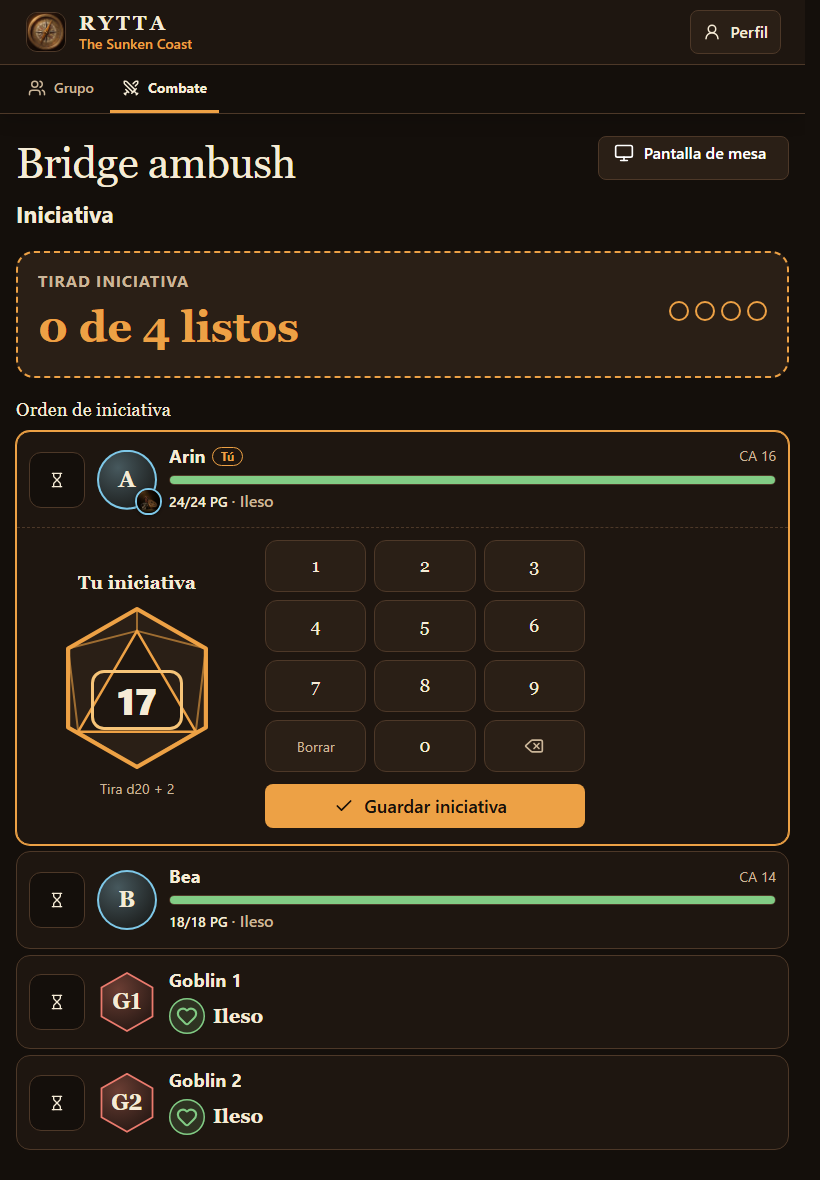 RYTTA
The Sunken Coast
Perfil
Grupo
Combate
Bridge ambush
Pantalla de mesa
Iniciativa
TIRAD INICIATIVA
0 de 4 listos
Orden de iniciativa
A
Arin
Tú
CA 16
24/24 PG · Ileso
Tu iniciativa
17
Tira d20 + 2
1
2
3
4
5
6
7
8
9
Borrar
0
Guardar iniciativa
B
Bea
CA 14
18/18 PG · Ileso
G1
Goblin 1
Ileso
G2
Goblin 2
Ileso